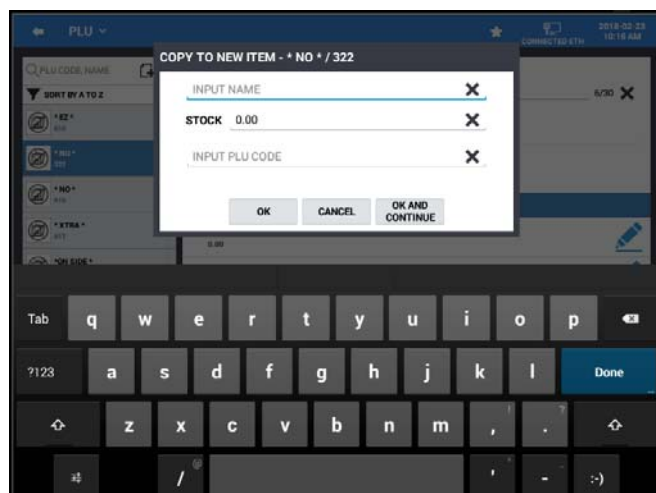 PLU
CONNECTED ETH
2018-02-23
10:16 AM
COPY TO NEW ITEM - * NO * / 322
PLU CODE, NAME
INPUT NAME
6/30
SORT BY A TO Z
STOCK 0.00
* EZ *
* NO *
322
INPUT PLU CODE
* NO *
OK
CANCEL
OK AND
CONTINUE
* XTRA *
0.00
*ON SIDE *
Tab q w e r t y u i o p
?123 a s d f g h j k l Done
z x c v b n m , ! . ?
/ @ ' - :-)